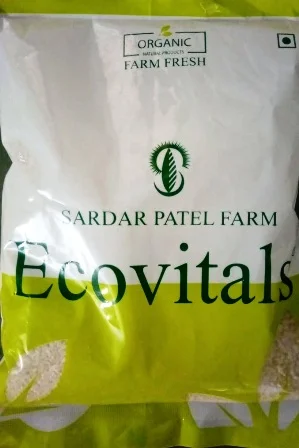 ORGANIC
NATURAL PRODUCTS
FARM FRESH
SARDAR PATEL FARM
Ecovitals